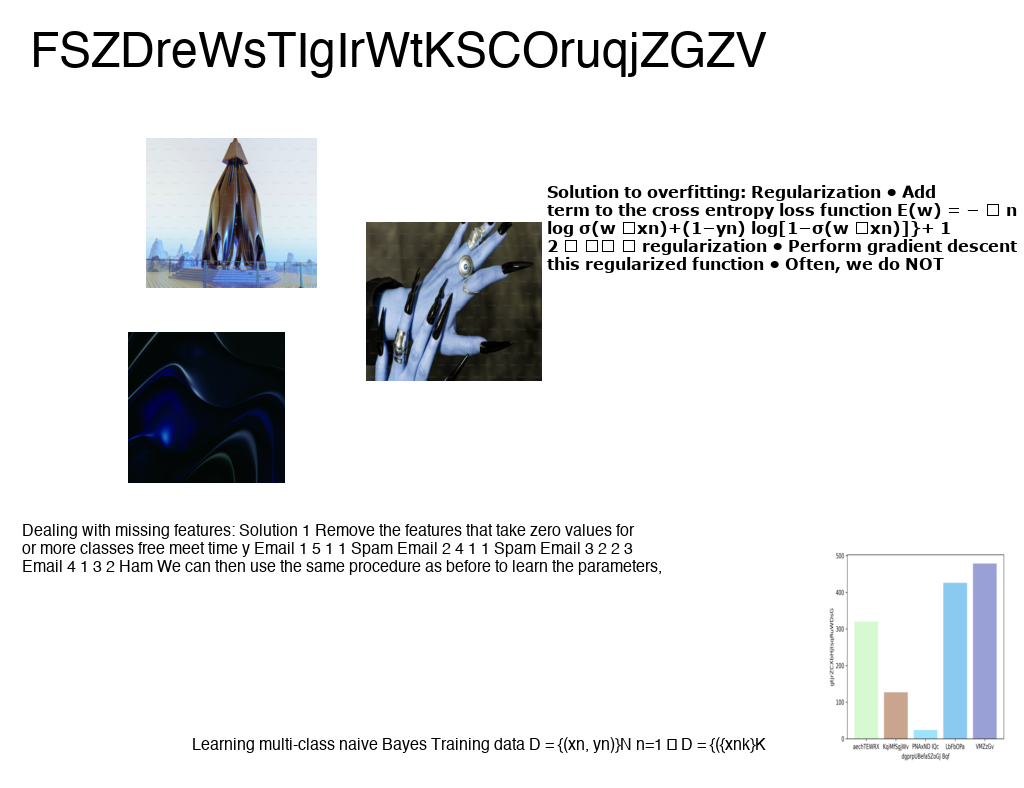 FSZDreWsTIgIrWtKSCOruqjZGZV
Solution to overfitting: Regularization • Add
term to the cross entropy loss function E(w) = − □ n
log σ(w □xn)+(1−yn) log[1−σ(w □xn)]}+ 1
2 □ □□ □ regularization • Perform gradient descent
this regularized function • Often, we do NOT
Dealing with missing features: Solution 1 Remove the features that take zero values for
or more classes free meet time y Email 1 5 1 1 Spam Email 2 4 1 1 Spam Email 3 2 2 3
Email 4 1 3 2 Ham We can then use the same procedure as before to learn the parameters,
500
400
300
200
100
0
aechTEWRX KqiMfSgjWv PNAxND IQc LbFbOPa VMZzGv
dgprpUBefaSZoGj Bqf
Learning multi-class naive Bayes Training data D = {(xn, yn)}N n=1 □ D = {({xnk}K